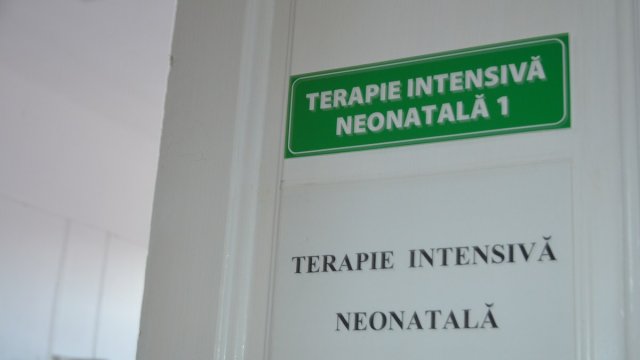 TERAPIE INTENSIVĂ
NEONATALĂ 1
TERAPIE INTENSIVĂ
NEONATALĂ